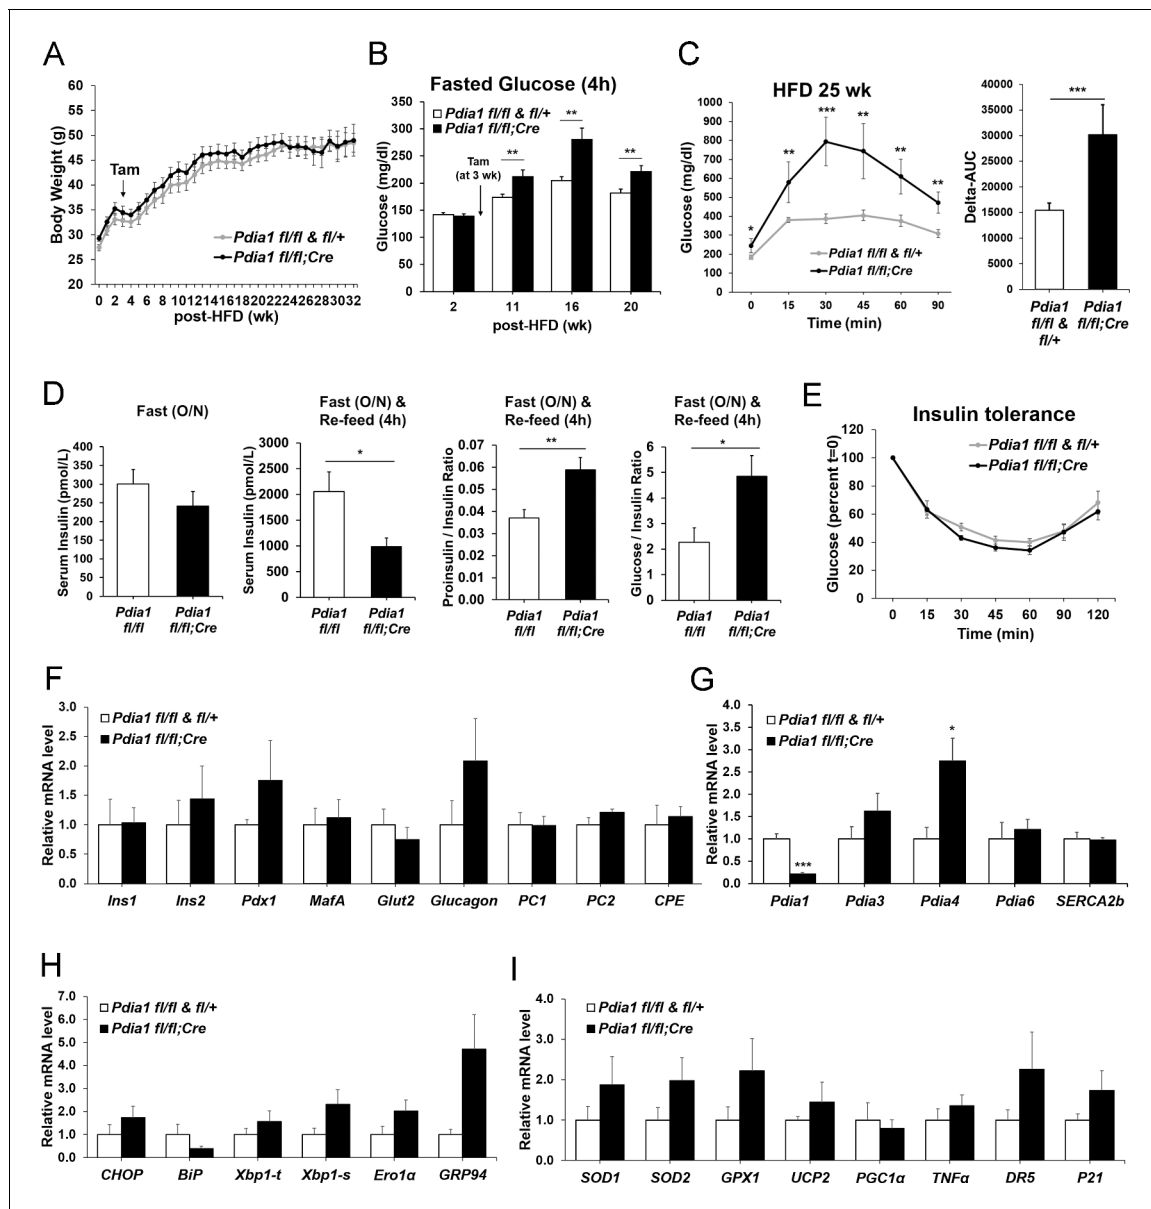 A
Body Weight (g)
60
55
50
45
40
35
30
25
20
Tam
Pdia1 fl/fl & fl/+
Pdia1 fl/fl;Cre
0 2 4 6 8 10 12 14 16 18 20 22 24 26 28 30 32
post-HFD (wk)
B
Fasted Glucose (4h)
Glucose (mg/dl)
350
300
250
200
150
100
50
0
Pdia1 fl/fl & fl/+
Pdia1 fl/fl;Cre
Tam
(at 3 wk)
**
**
**
2 11 16 20
post-HFD (wk)
C
HFD 25 wk
Glucose (mg/dl)
1000
900
800
700
600
500
400
300
200
100
0
* ** *** ** ** **
Pdia1 fl/fl & fl/+
Pdia1 fl/fl;Cre
0 15 30 45 60 90
Time (min)
Delta-AUC
40000
35000
30000
25000
20000
15000
10000
5000
0
***
Pdia1
fl/fl &
fl/+
Pdia1
fl/fl;Cre
D
Fast (O/N)
Serum Insulin (pmol/L)
400
350
300
250
200
150
100
50
0
Pdia1
fl/fl
Pdia1
fl/fl;Cre
Fast (O/N) &
Re-feed (4h)
Serum Insulin (pmol/L)
3000
2500
2000
1500
1000
500
0
*
Pdia1
fl/fl
Pdia1
fl/fl;Cre
Fast (O/N) &
Re-feed (4h)
Proinsulin / Insulin Ratio
0.07
0.06
0.05
0.04
0.03
0.02
0.01
0.00
**
Pdia1
fl/fl
Pdia1
fl/fl;Cre
Fast (O/N) &
Re-feed (4h)
Glucose / Insulin Ratio
6
5
4
3
2
1
0
*
Pdia1
fl/fl
Pdia1
fl/fl;Cre
E
Insulin tolerance
Glucose (percent t=0)
120
100
80
60
40
20
0
Pdia1 fl/fl & fl/+
Pdia1 fl/fl;Cre
0 15 30 45 60 90 120
Time (min)
F
Relative mRNA level
3.0
2.5
2.0
1.5
1.0
0.5
0.0
Pdia1 fl/fl & fl/+
Pdia1 fl/fl;Cre
Ins1 Ins2 Pdx1 MafA Glut2 Glucagon PC1 PC2 CPE
G
Relative mRNA level
4.0
3.5
3.0
2.5
2.0
1.5
1.0
0.5
0.0
Pdia1 fl/fl & fl/+
Pdia1 fl/fl;Cre
***
*
Pdia1 Pdia3 Pdia4 Pdia6 SERCA2b
H
Relative mRNA level
7.0
6.0
5.0
4.0
3.0
2.0
1.0
0.0
Pdia1 fl/fl & fl/+
Pdia1 fl/fl;Cre
CHOP BiP Xbp1-t Xbp1-s Ero1α GRP94
I
Relative mRNA level
4.0
3.0
2.0
1.0
0.0
Pdia1 fl/fl & fl/+
Pdia1 fl/fl;Cre
SOD1 SOD2 GPX1 UCP2 PGC1α TNFα DR5 P21